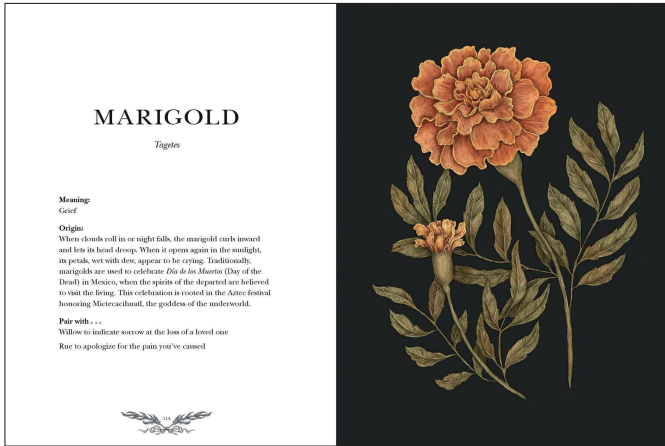 MARIGOLD
Tagetes
Meaning:
Grief
Origin:
When clouds roll in or night falls, the marigold curls inward
and lets its head droop. When it opens again in the sunlight,
its petals, wet with dew, appear to be crying. Traditionally,
marigolds are used to celebrate Día de los Muertos (Day of the
Dead) in Mexico, when the spirits of the departed are believed
to visit the living. This celebration is rooted in the Aztec festival
honoring Mictecacihuatl, the goddess of the underworld.
Pair with . . .
Willow to indicate sorrow at the loss of a loved one
Rue to apologize for the pain you've caused
114